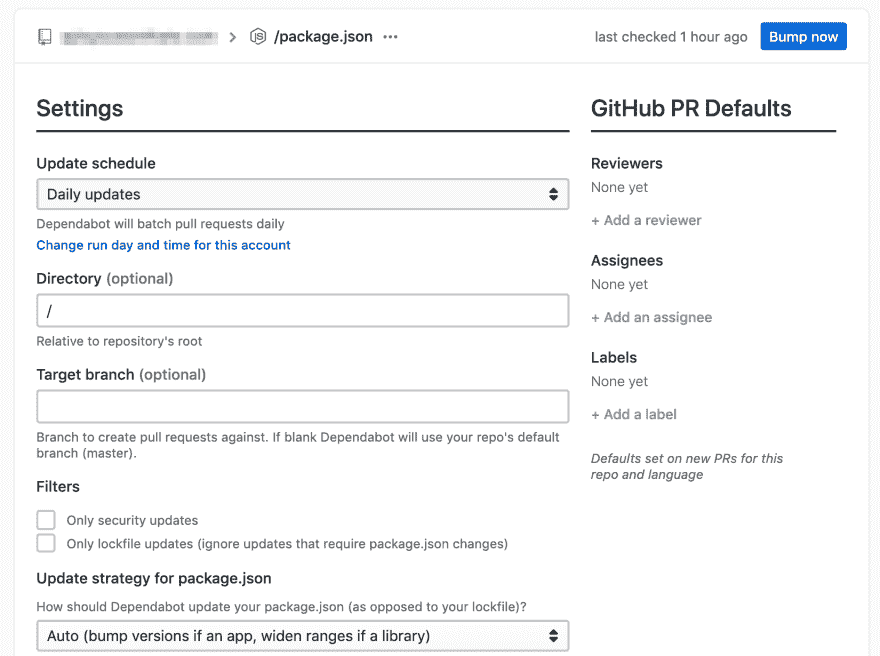 /package.json
last checked 1 hour ago
Bump now
Settings
Update schedule
Daily updates
Dependabot will batch pull requests daily
Change run day and time for this account
Directory (optional)
/
Relative to repository's root
Target branch (optional)
Branch to create pull requests against. If blank Dependabot will use your repo's default
branch (master).
Filters
Only security updates
Only lockfile updates (ignore updates that require package.json changes)
Update strategy for package.json
How should Dependabot update your package.json (as opposed to your lockfile)?
Auto (bump versions if an app, widen ranges if a library)
GitHub PR Defaults
Reviewers
None yet
+ Add a reviewer
Assignees
None yet
+ Add an assignee
Labels
None yet
+ Add a label
Defaults set on new PRs for this
repo and language